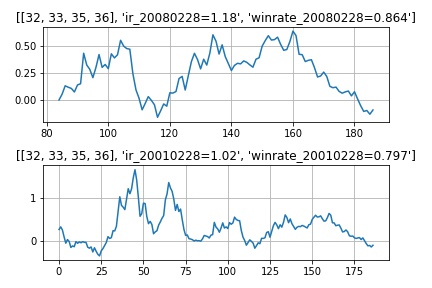 [[32, 33, 35, 36], 'ir_20080228=1.18', 'winrate_20080228=0.864']
0.50
0.25
0.00
80 100 120 140 160 180
[[32, 33, 35, 36], 'ir_20010228=1.02', 'winrate_20010228=0.797']
1
0
0 25 50 75 100 125 150 175